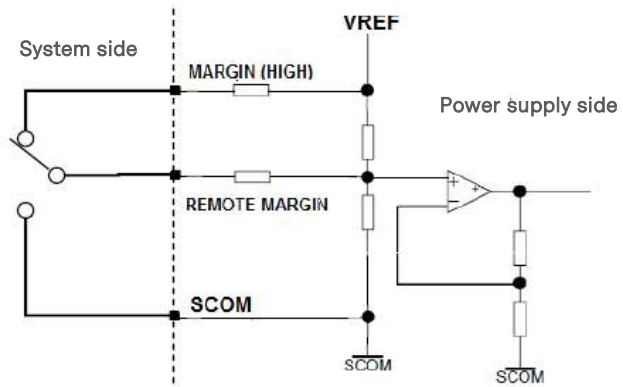 VREF
System side
MARGIN (HIGH)
Power supply side
REMOTE MARGIN
SCOM
SCOM
SCOM